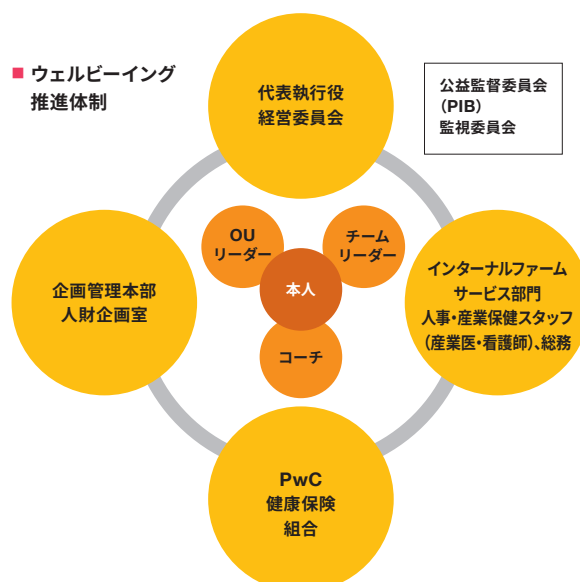 ■ ウェルビーイング
推進体制
代表執行役
経営委員会
公益監督委員会
(PIB)
監視委員会
OU
リーダー
チーム
リーダー
本人
コーチ
企画管理本部
人財企画室
インターナルファーム
サービス部門
人事・産業保健スタッフ
(産業医・看護師)、総務
PwC
健康保険
組合